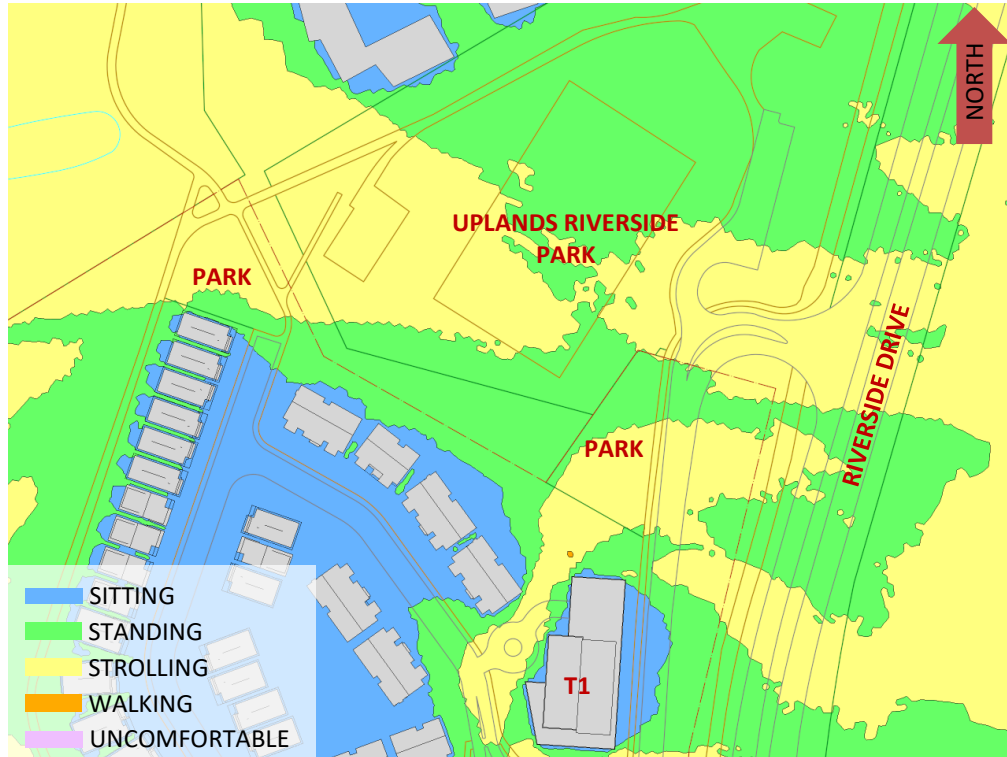 NORTH
UPLANDS RIVERSIDE
PARK
PARK
RIVERSIDE DRIVE
PARK
T1
SITTING
STANDING
STROLLING
WALKING
UNCOMFORTABLE